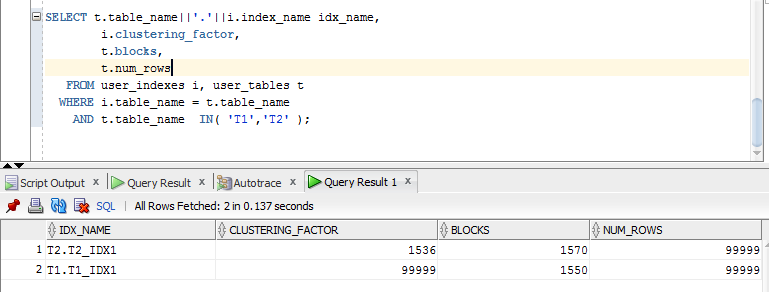 SELECT t.table_name||'.'||i.index_name idx_name,
i.clustering_factor,
t.blocks,
t.num_rows
FROM user_indexes i, user_tables t
WHERE i.table_name = t.table_name
AND t.table_name  IN( 'T1','T2' );
Script Output x Query Result x Autotrace x Query Result 1 x
SQL | All Rows Fetched: 2 in 0.137 seconds
IDX_NAME CLUSTERING_FACTOR BLOCKS NUM_ROWS
1 T2.T2_IDX1 1536 1570 99999
2 T1.T1_IDX1 99999 1550 99999